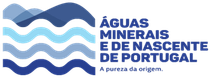 ÁGUAS
MINERAIS
E DE NASCENTE
DE PORTUGAL
A pureza da origem.